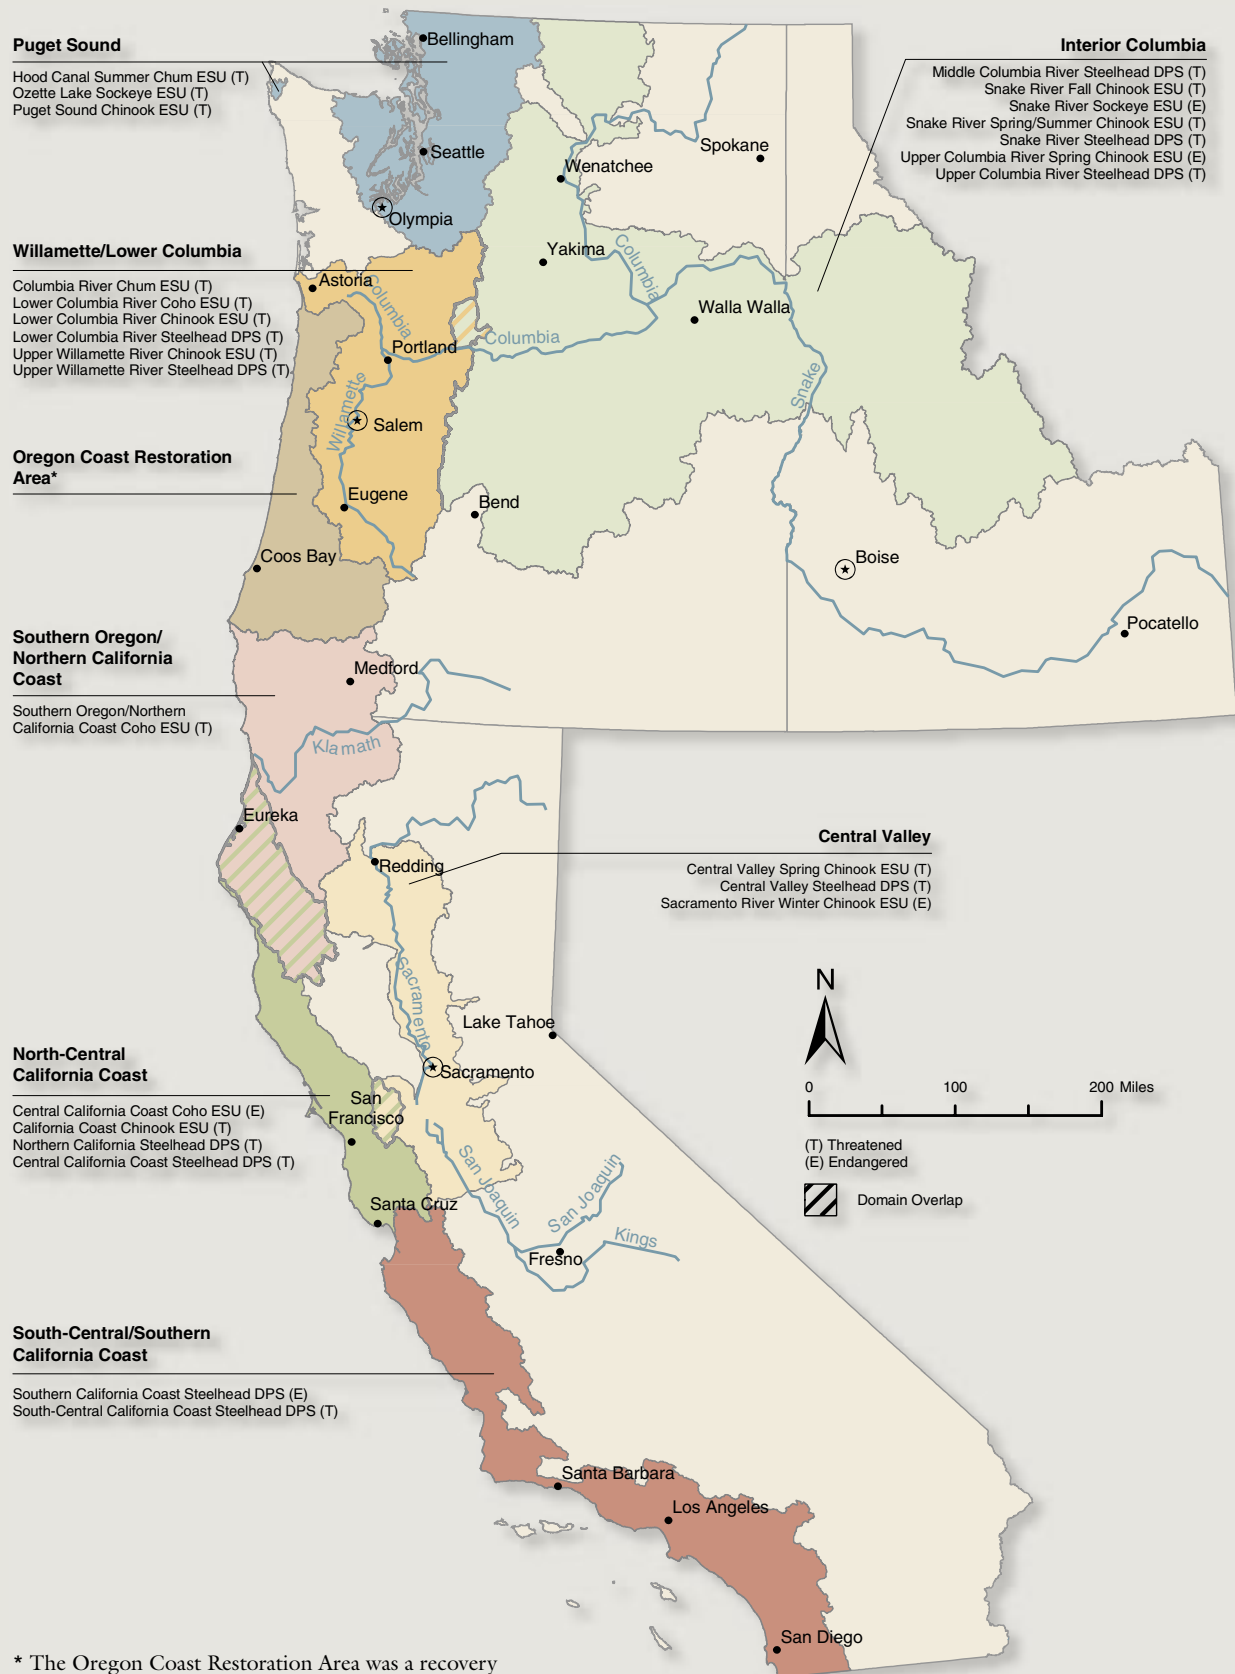 Puget Sound
Hood Canal Summer Chum ESU (T)
Ozette Lake Sockeye ESU (T)
Puget Sound Chinook ESU (T)
Interior Columbia
Middle Columbia River Steelhead DPS (T)
Snake River Fall Chinook ESU (T)
Snake River Sockeye ESU (E)
Snake River Spring/Summer Chinook ESU (T)
Snake River Steelhead DPS (T)
Upper Columbia River Spring Chinook ESU (E)
Upper Columbia River Steelhead DPS (T)
Bellingham
Seattle
Olympia
Wenatchee
Spokane
Yakima
Columbia
Walla Walla
Willamette/Lower Columbia
Columbia River Chum ESU (T)
Lower Columbia River Coho ESU (T)
Lower Columbia River Chinook ESU (T)
Lower Columbia River Steelhead DPS (T)
Upper Willamette River Chinook ESU (T)
Upper Willamette River Steelhead DPS (T)
Astoria
Columbia
Portland
Columbia
Willamette
Salem
Snake
Oregon Coast Restoration
Area*
Eugene
Bend
Coos Bay
Boise
Pocatello
Southern Oregon/
Northern California
Coast
Southern Oregon/Northern
California Coast Coho ESU (T)
Medford
Klamath
Eureka
Redding
Central Valley
Central Valley Spring Chinook ESU (T)
Central Valley Steelhead DPS (T)
Sacramento River Winter Chinook ESU (E)
Sacramento
Lake Tahoe
Sacramento
N
0 100 200 Miles
(T) Threatened
(E) Endangered
Domain Overlap
North-Central
California Coast
Central California Coast Coho ESU (E)
California Coast Chinook ESU (T)
Northern California Steelhead DPS (T)
Central California Coast Steelhead DPS (T)
San
Francisco
Santa Cruz
San Joaquin
San Joaquin
Fresno
Kings
South-Central/Southern
California Coast
Southern California Coast Steelhead DPS (E)
South-Central California Coast Steelhead DPS (T)
Santa Barbara
Los Angeles
San Diego
* The Oregon Coast Restoration Area was a recovery